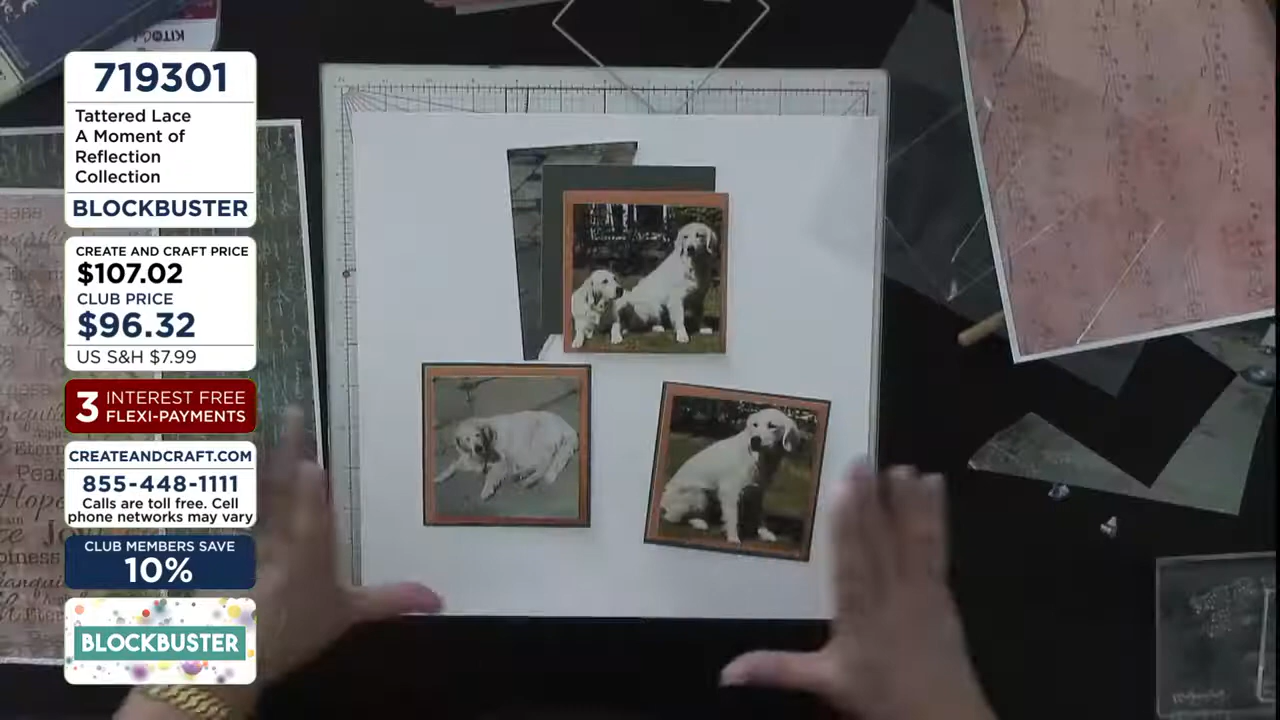 719301
Tattered Lace
A Moment of
Reflection
Collection
BLOCKBUSTER
CREATE AND CRAFT PRICE
$107.02
CLUB PRICE
$96.32
US S&H $7.99
3 INTEREST FREE
FLEXI-PAYMENTS
CREATEANDCRAFT.COM
855-448-1111
Calls are toll free. Cell
phone networks may vary
CLUB MEMBERS SAVE
10%
BLOCKBUSTER
Hope